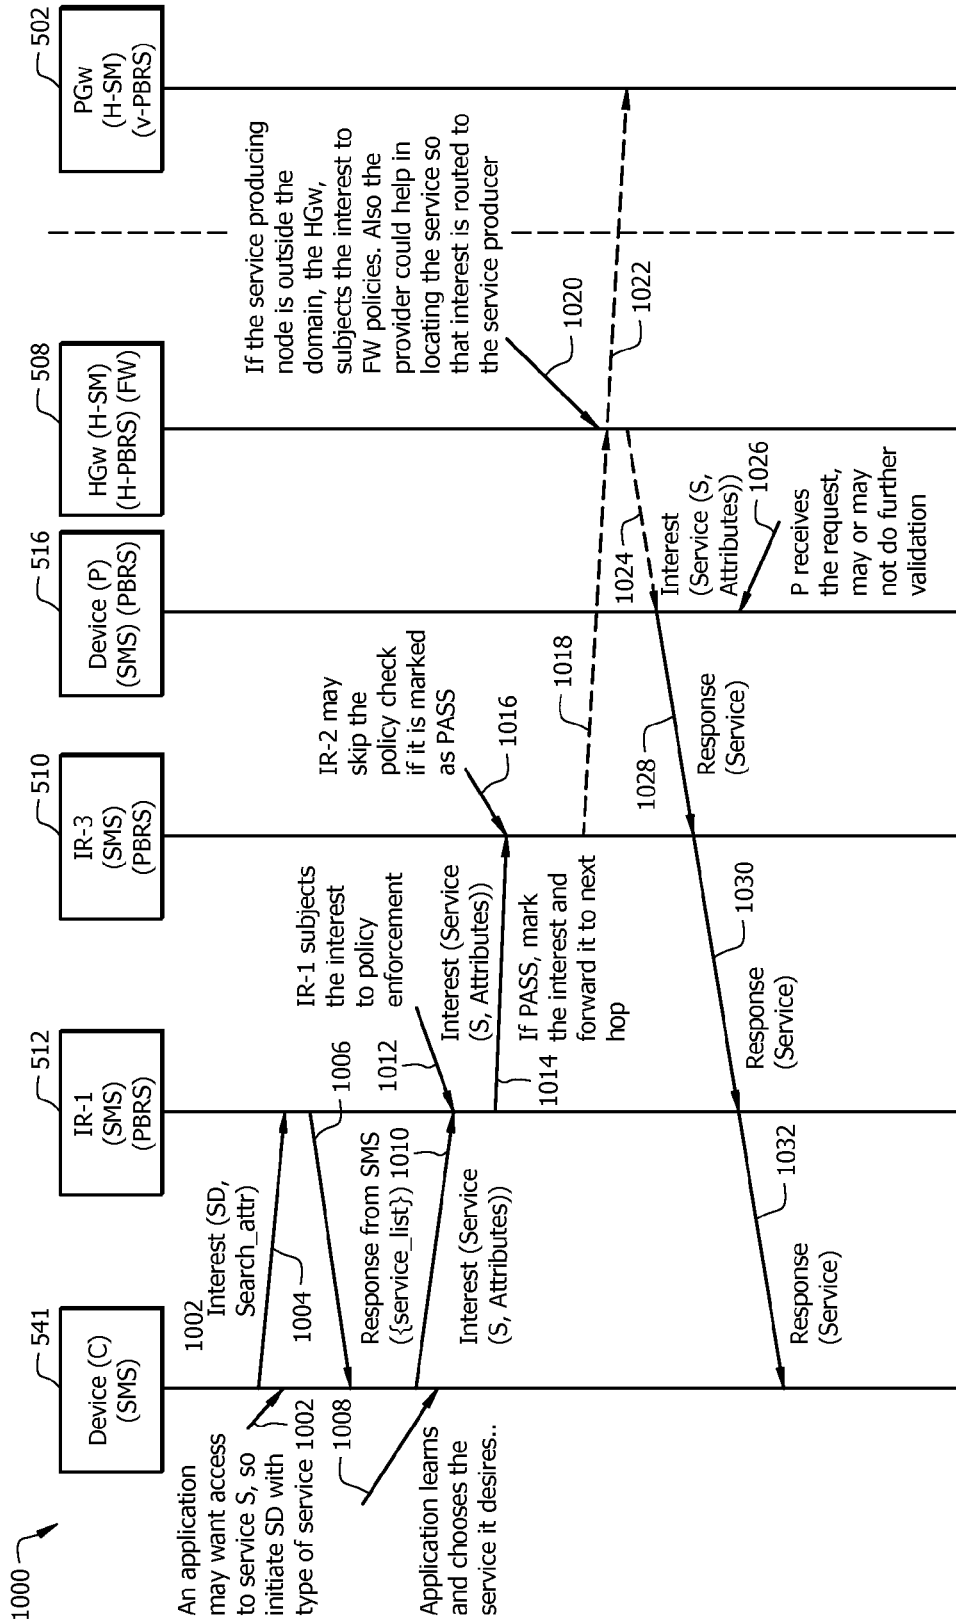 1000
Device (C)
(SMS)
541
IR-1
(SMS)
(PBRS)
512
IR-3
(SMS)
(PBRS)
510
Device (P)
(SMS) (PBRS)
516
HGw (H-SM)
(H-PBRS) (FW)
508
PGw
(H-SM)
(v-PBRS)
502
An application
may want access
to service S, so
initiate SD with
type of service 1002
1002
Interest (SD,
Search_attr)
1004
1006
1008
Response from SMS
({service_list})
1010
Application learns
and chooses the
service it desires..
Interest (Service
(S, Attributes))
IR-1 subjects
the interest
to policy
enforcement
1012
Interest (Service
(S, Attributes))
1014
If PASS, mark
the interest and
forward it to next
hop
IR-2 may
skip the
policy check
if it is marked
as PASS
1016
1018
If the service producing
node is outside the
domain, the HGw,
subjects the interest to
FW policies. Also the
provider could help in
locating the service so
that interest is routed to
the service producer
1020
1022
1024
Interest
(Service (S,
Attributes))
1026
P receives
the request,
may or may
not do further
validation
1028
Response
(Service)
1030
Response
(Service)
1032
Response
(Service)